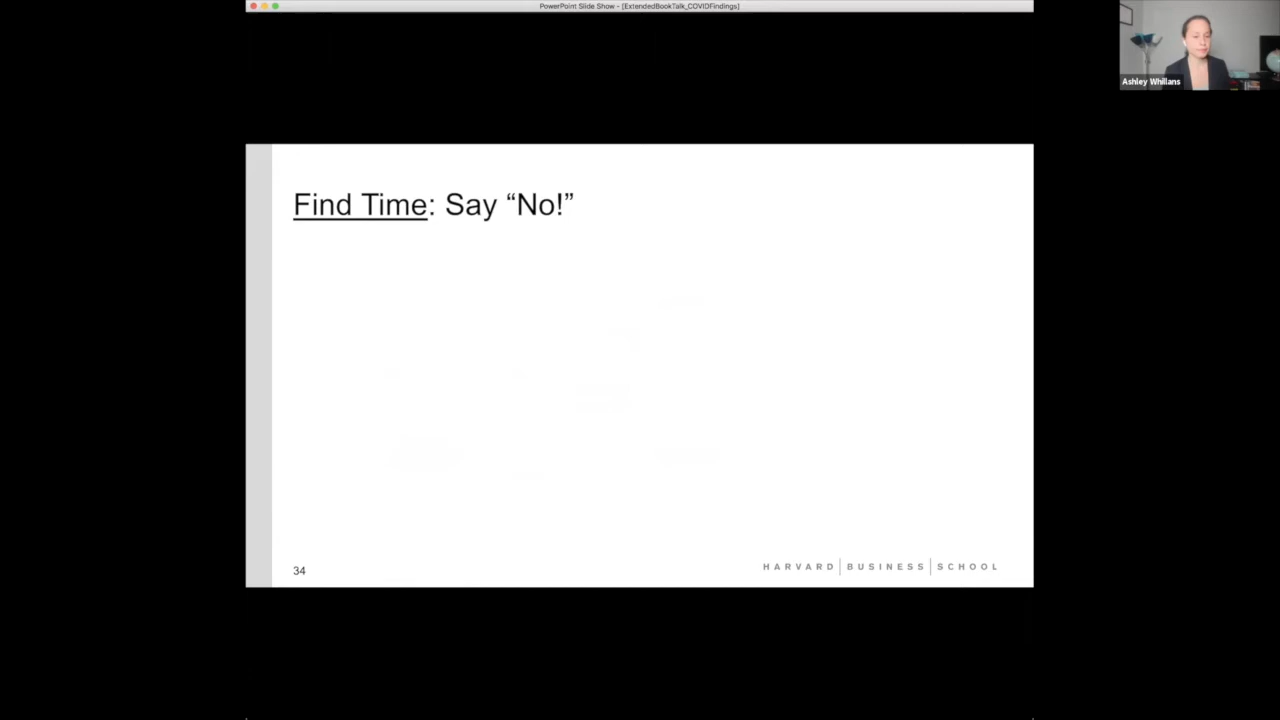 PowerPoint Slide Show - [ExtendedBookTalk_COVIDFindings]
Ashley Whillans
Find Time: Say “No!”
34
HARVARD BUSINESS SCHOOL